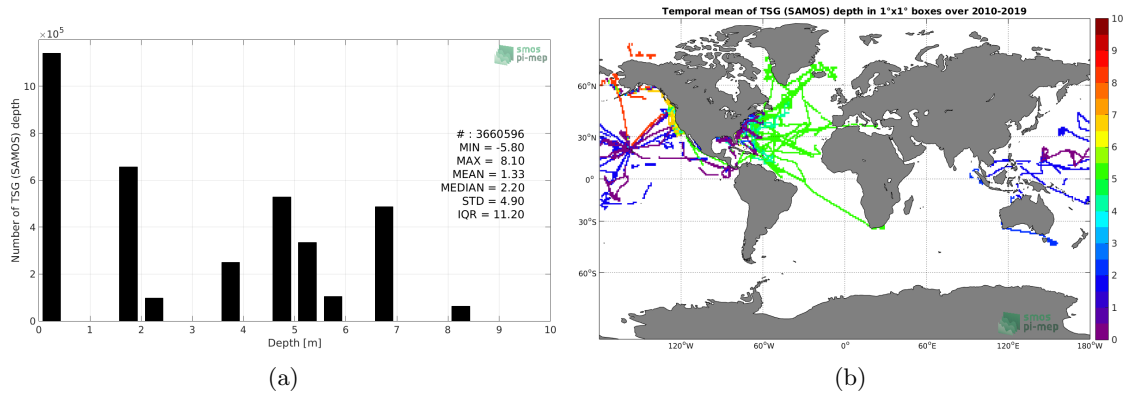 ×10⁵
10
8
6
4
2
0
0 1 2 3 4 5 6 7 8 9 10
Number of TSG (SAMOS) depth
Depth [m]
smos
pi-mep
# : 3660596
MIN = -5.80
MAX = 8.10
MEAN = 1.33
MEDIAN = 2.20
STD = 4.90
IQR = 11.20
(a)
Temporal mean of TSG (SAMOS) depth in 1°x1° boxes over 2010-2019
60°N
30°N
0°
30°S
60°S
120°W 60°W 0° 60°E 120°E 180°W
smos
pi-mep
10
9
8
7
6
5
4
3
2
1
0
(b)